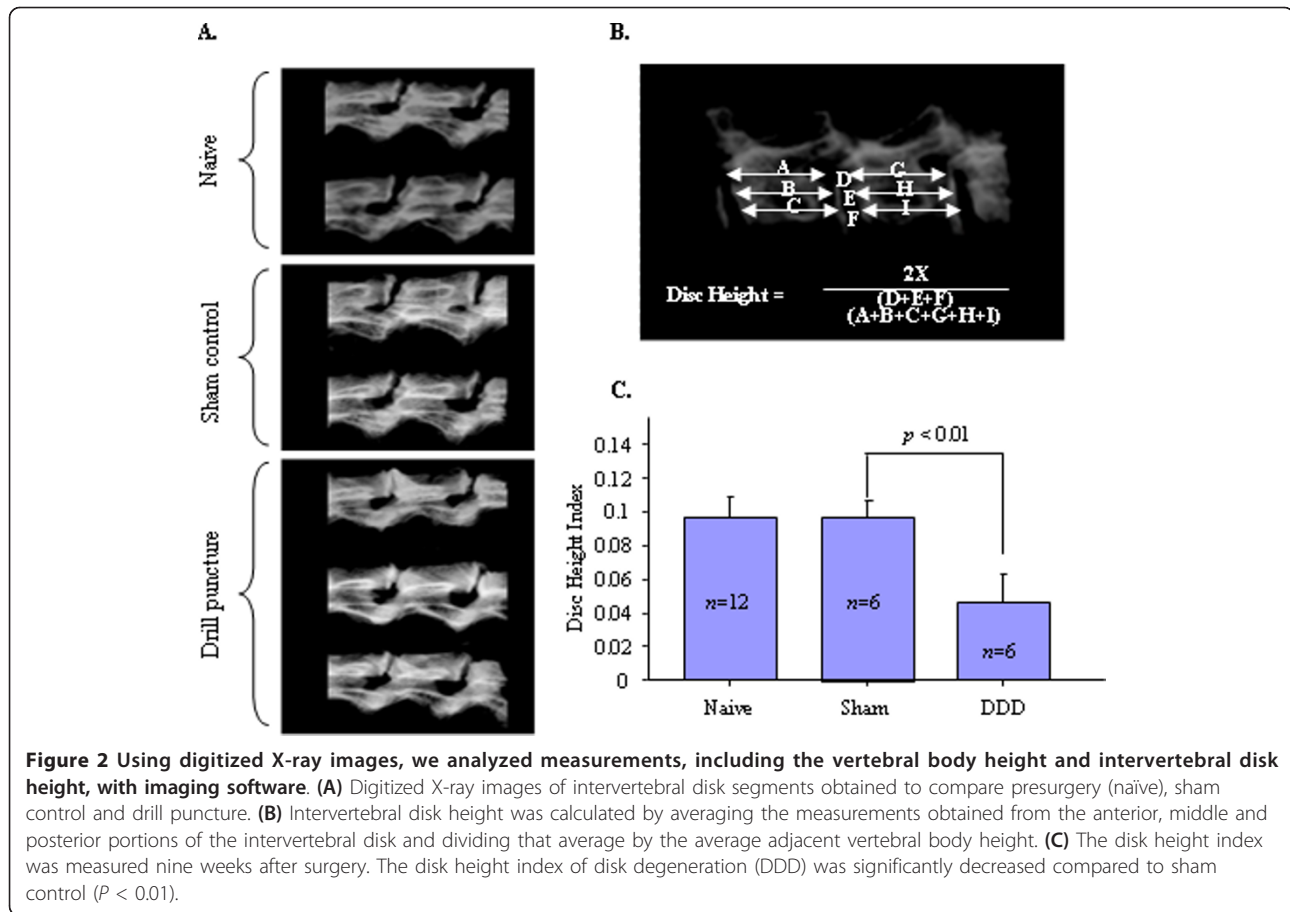 A.
Naive
Sham control
Drill puncture
B.
A
B
C
D
E
F
G
H
I
Disc Height =
2X
(D+E+F)
(A+B+C+G+H+I)
C.
Disc Height Index
0.14
0.12
0.1
0.08
0.06
0.04
0.02
0
p < 0.01
n=12
n=6
n=6
Naive
Sham
DDD
Figure 2 Using digitized X-ray images, we analyzed measurements, including the vertebral body height and intervertebral disk
height, with imaging software. (A) Digitized X-ray images of intervertebral disk segments obtained to compare presurgery (naïve), sham
control and drill puncture. (B) Intervertebral disk height was calculated by averaging the measurements obtained from the anterior, middle and
posterior portions of the intervertebral disk and dividing that average by the average adjacent vertebral body height. (C) The disk height index
was measured nine weeks after surgery. The disk height index of disk degeneration (DDD) was significantly decreased compared to sham
control (P < 0.01).